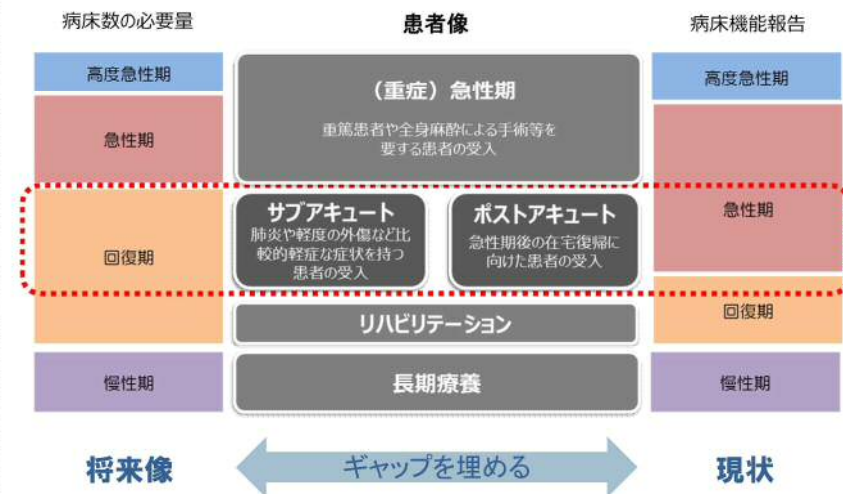 病床数の必要量
患者像
病床機能報告
高度急性期
急性期
回復期
慢性期
（重症）急性期
重篤患者や全身麻酔による手術等を
要する患者の受入
サブアキュート
肺炎や軽度の外傷など比
較的軽症な症状を持つ
患者の受入
ポストアキュート
急性期後の在宅復帰に
向けた患者の受入
リハビリテーション
長期療養
高度急性期
急性期
回復期
慢性期
将来像
ギャップを埋める
現状